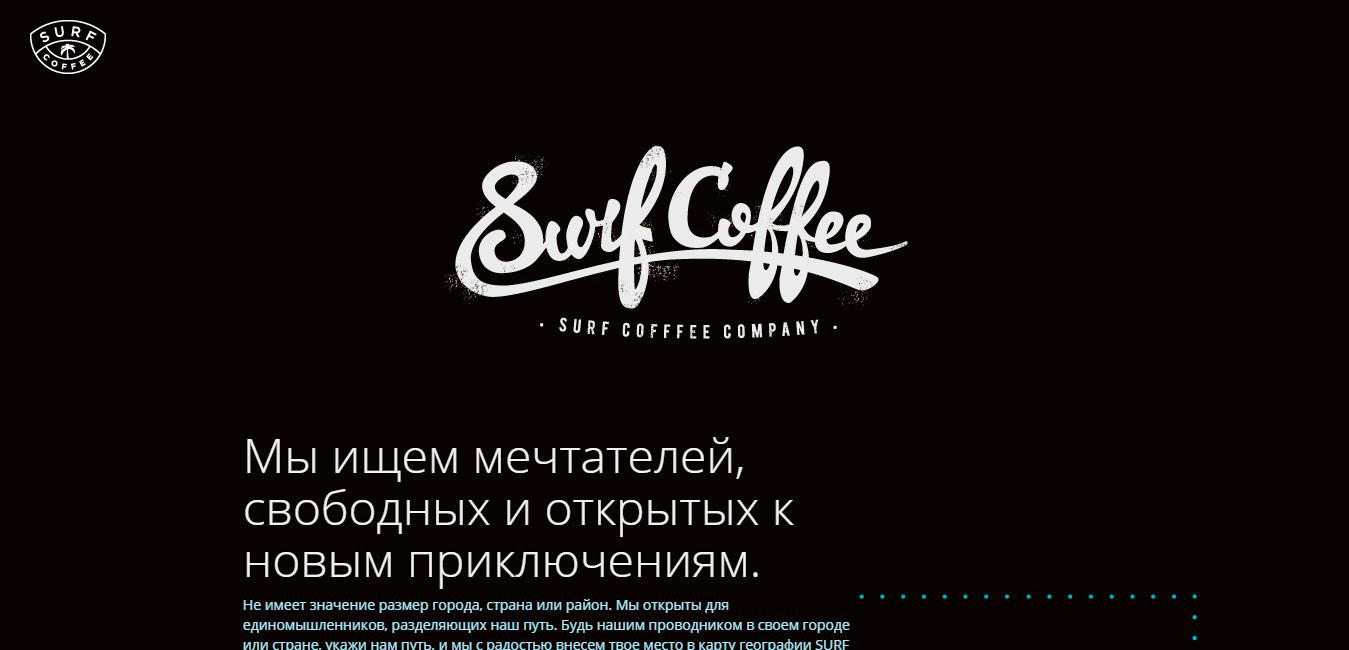 SURF
COFFEE
Surf Coffee
· SURF COFFFEE COMPANY ·
Мы ищем мечтателей,
свободных и открытых к
новым приключениям.
Не имеет значение размер города, страна или район. Мы открыты для
единомышленников, разделяющих наш путь. Будь нашим проводником в своем городе
или стране, укажи нам путь, и мы с радостью внесем твое место в карту географии SURF